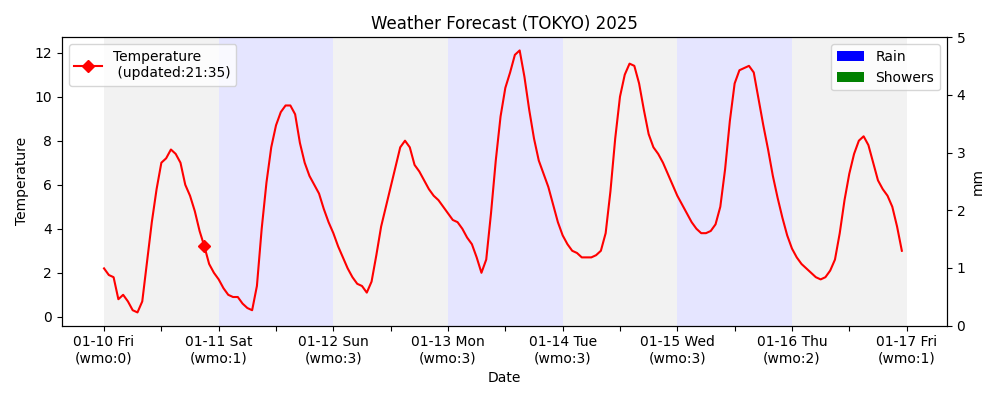 Weather Forecast (TOKYO) 2025
Temperature
(updated:21:35)
Rain
Showers
Temperature
12
10
8
6
4
2
0
5
4
3
2
1
0
mm
01-10 Fri
(wmo:0)
01-11 Sat
(wmo:1)
01-12 Sun
(wmo:3)
01-13 Mon
(wmo:3)
01-14 Tue
(wmo:3)
01-15 Wed
(wmo:3)
01-16 Thu
(wmo:2)
01-17 Fri
(wmo:1)
Date